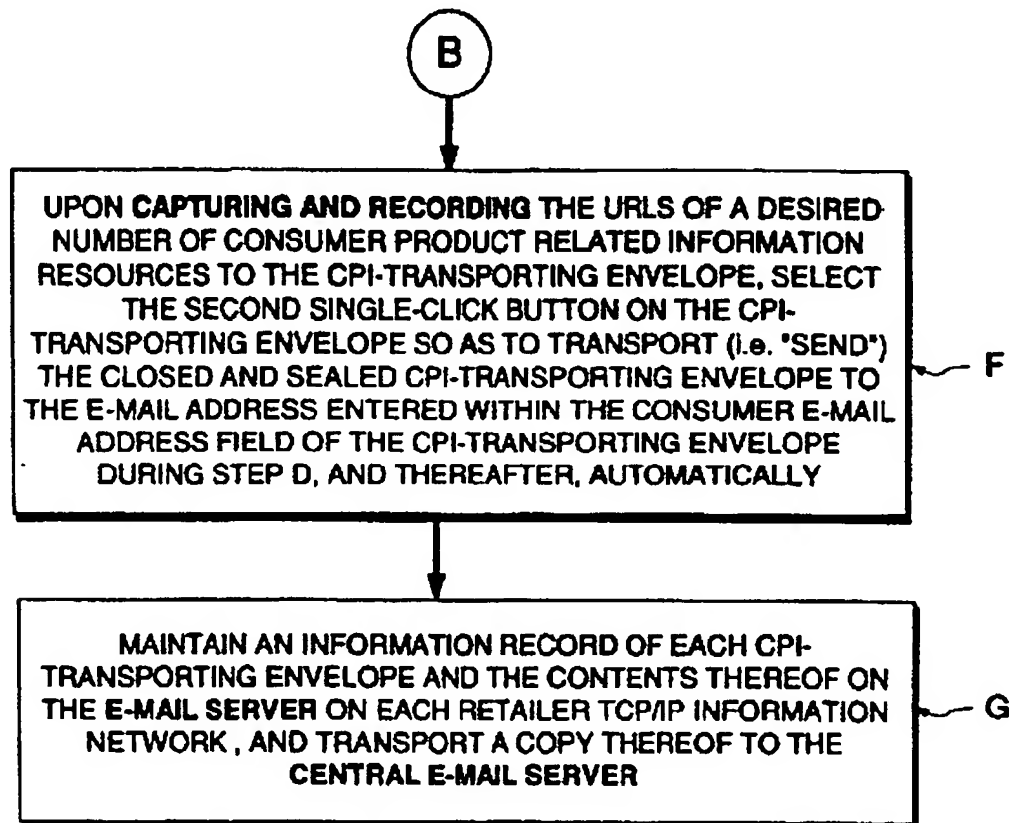 B
UPON CAPTURING AND RECORDING THE URLS OF A DESIRED
NUMBER OF CONSUMER PRODUCT RELATED INFORMATION
RESOURCES TO THE CPI-TRANSPORTING ENVELOPE, SELECT
THE SECOND SINGLE-CLICK BUTTON ON THE CPI-
TRANSPORTING ENVELOPE SO AS TO TRANSPORT (i.e. "SEND")
THE CLOSED AND SEALED CPI-TRANSPORTING ENVELOPE TO
THE E-MAIL ADDRESS ENTERED WITHIN THE CONSUMER E-MAIL
ADDRESS FIELD OF THE CPI-TRANSPORTING ENVELOPE
DURING STEP D, AND THEREAFTER, AUTOMATICALLY
F
MAINTAIN AN INFORMATION RECORD OF EACH CPI-
TRANSPORTING ENVELOPE AND THE CONTENTS THEREOF ON
THE E-MAIL SERVER ON EACH RETAILER TCP/IP INFORMATION
NETWORK , AND TRANSPORT A COPY THEREOF TO THE
CENTRAL E-MAIL SERVER
G